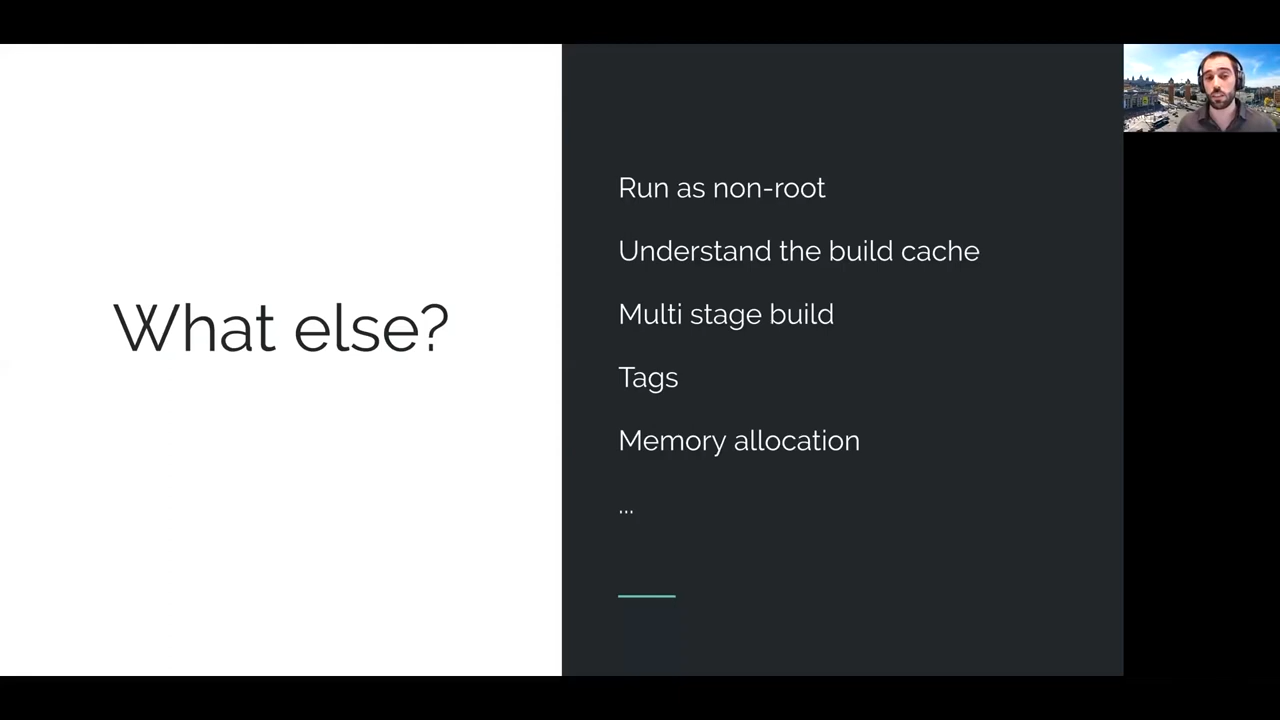 What else?
Run as non-root
Understand the build cache
Multi stage build
Tags
Memory allocation
...